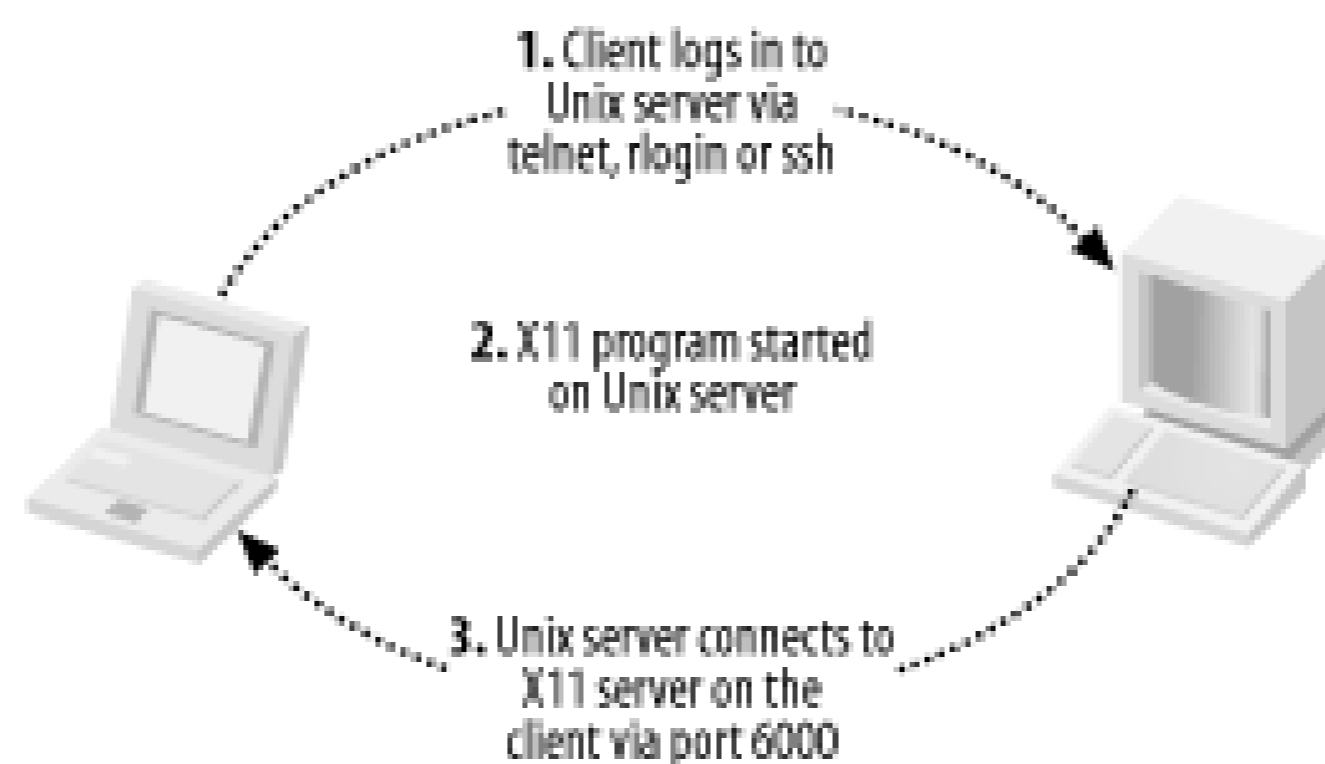 1. Client logs in to
Unix server via
telnet, rlogin or ssh
2. X11 program started
on Unix server
3. Unix server connects to
X11 server on the
client via port 6000